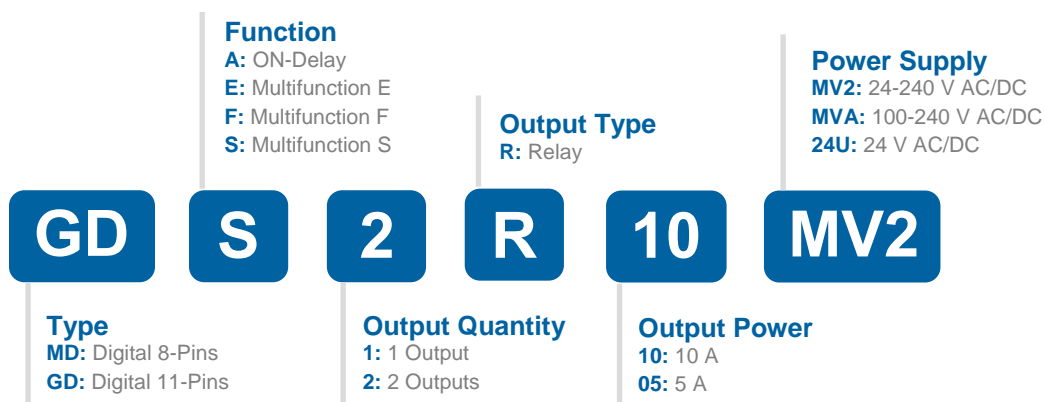 Function
A: ON-Delay
E: Multifunction E
F: Multifunction F
S: Multifunction S
Output Type
R: Relay
Power Supply
MV2: 24-240 V AC/DC
MVA: 100-240 V AC/DC
24U: 24 V AC/DC
GD S 2 R 10 MV2
Type
MD: Digital 8-Pins
GD: Digital 11-Pins
Output Quantity
1: 1 Output
2: 2 Outputs
Output Power
10: 10 A
05: 5 A